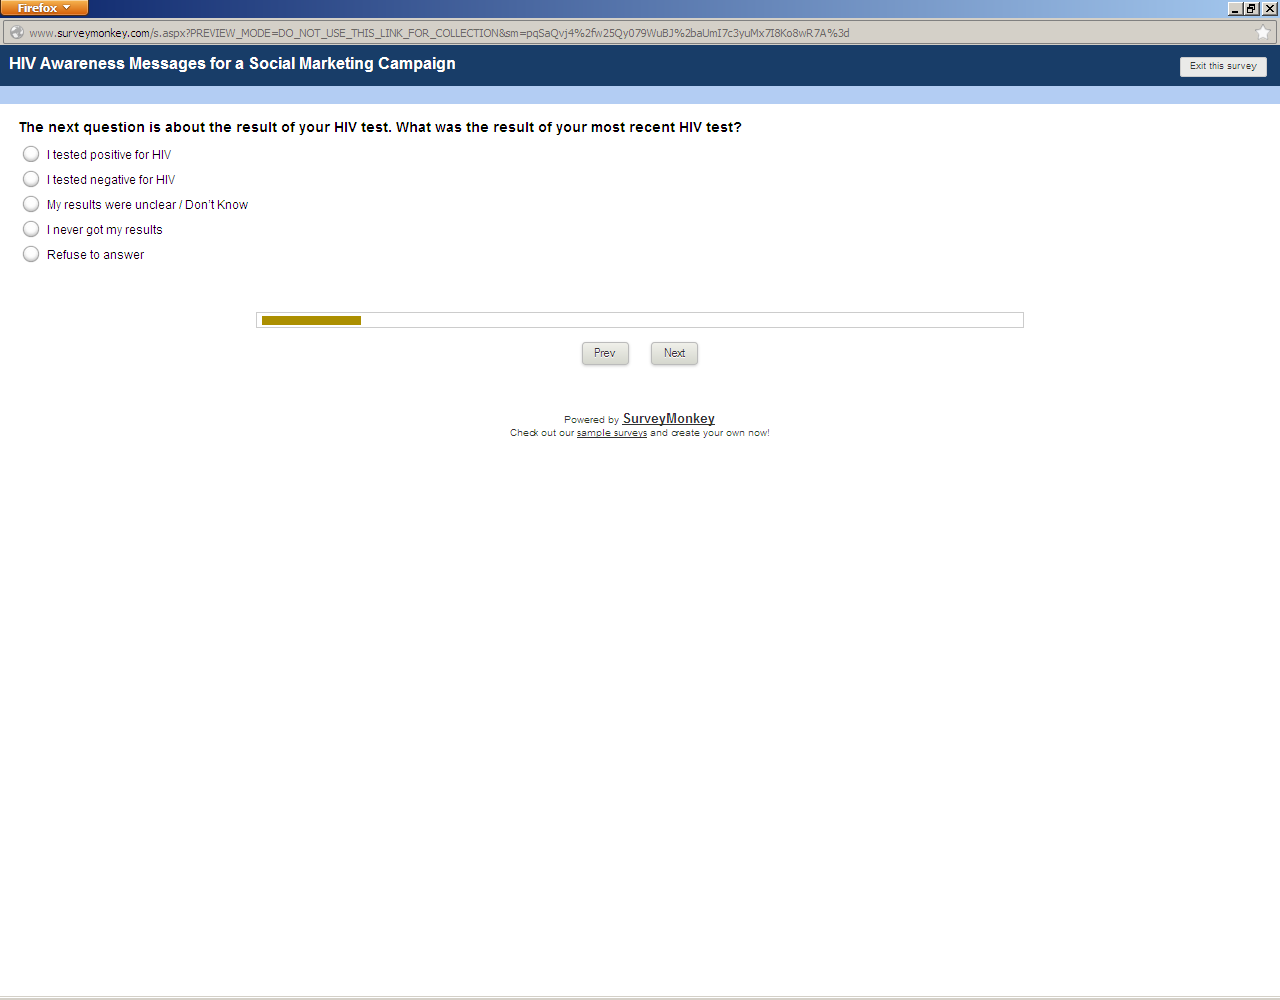 Firefox
www.surveymonkey.com/s.aspx?PREVIEW_MODE=DO_NOT_USE_THIS_LINK_FOR_COLLECTION&sm=pqSaQvj4%2fw25Qy079WuBJ%2baUmI7c3yuMx7I8Ko8wR7A%3d
HIV Awareness Messages for a Social Marketing Campaign
Exit this survey
The next question is about the result of your HIV test. What was the result of your most recent HIV test?
I tested positive for HIV
I tested negative for HIV
My results were unclear / Don't Know
I never got my results
Refuse to answer
Prev Next
Powered by SurveyMonkey
Check out our sample surveys and create your own now!